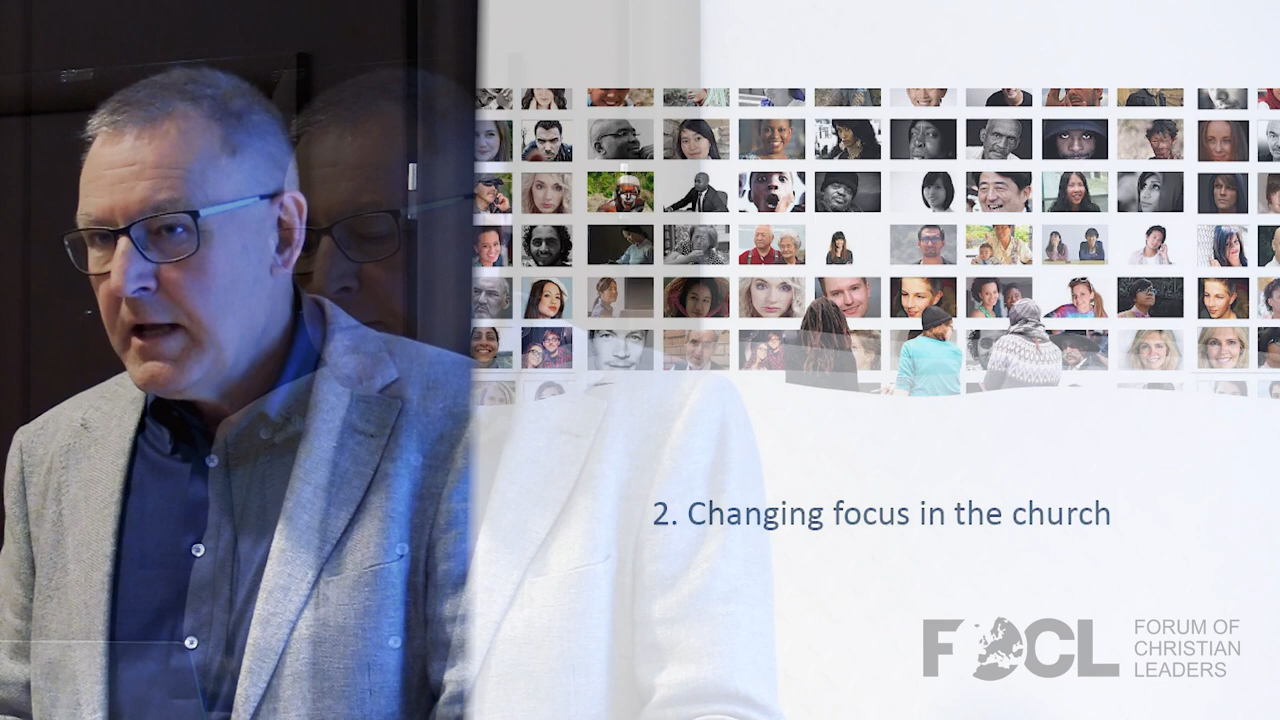 2. Changing focus in the church
FOCL
FORUM OF
CHRISTIAN
LEADERS